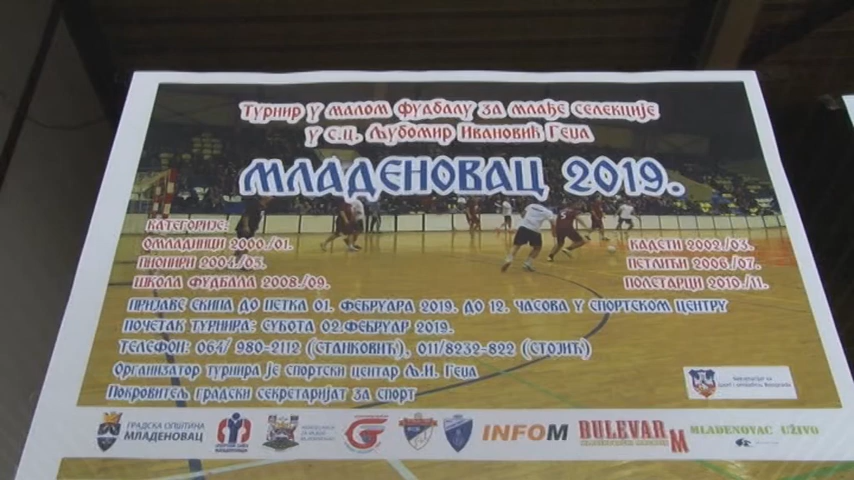 Турнир у малом фудбалу за млађе селекције
у с.ц. Љубомир Ивановић Геца
МЛАДЕНОВАЦ 2019.
КАТЕГОРИЈЕ:
ОМЛАДИНЦИ 2000./01. КАДЕТИ 2002./03.
ПИОНИРИ 2004./05. ПЕТЛИЋИ 2006./07.
ШКОЛА ФУДБАЛА 2008./09. ПОЛЕТАРЦИ 2010./11.
ПРИЈАВЕ ЕКИПА ДО ПЕТКА 01. ФЕБРУАРА 2019. ДО 12. ЧАСОВА У СПОРТСКОМ ЦЕНТРУ
ПОЧЕТАК ТУРНИРА: СУБОТА 02.ФЕБРУАР 2019.
ТЕЛЕФОН: 064/ 980-2112 (СТАНКОВИЋ), 011/8232-822 (СТОЈИЋ)
Организатор турнира је спортски центар Љ.И. Геца
Покровитељ градски секретаријат за спорт
ГРАДСКА ОПШТИНА
МЛАДЕНОВАЦ
INFOM
BULEVAR M
MLADENOVAC UŽIVO